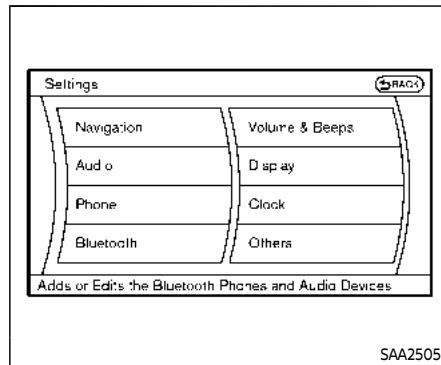 Settings
BACK
Navigation
Volume & Beeps
Audio
Display
Phone
Clock
Bluetooth
Others
Adds or Edits the Bluetooth Phones and Audio Devices
SAA2505